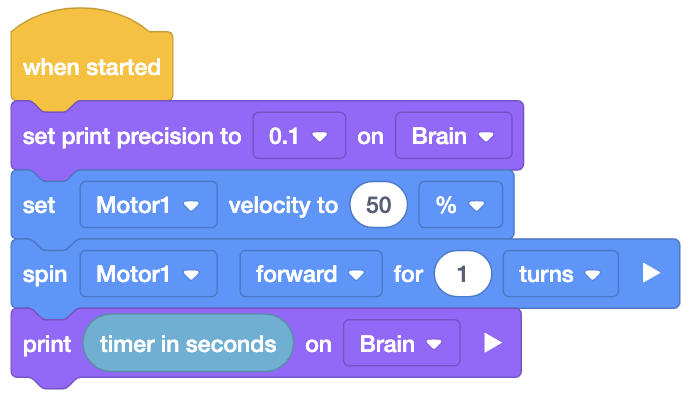 when started
set print precision to 0.1 on Brain
set Motor1 velocity to 50 %
spin Motor1 forward for 1 turns
print timer in seconds on Brain